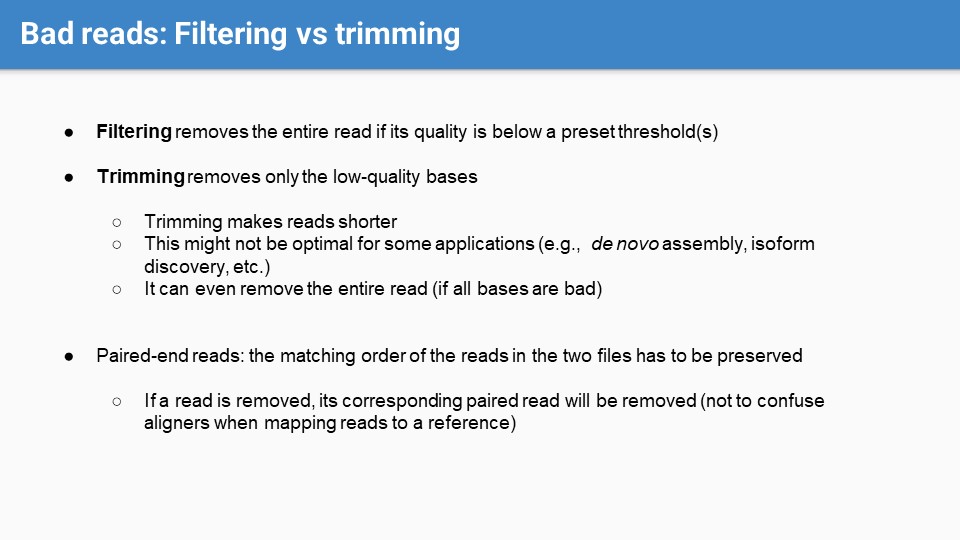 Bad reads: Filtering vs trimming
● Filtering removes the entire read if its quality is below a preset threshold(s)
● Trimming removes only the low-quality bases
○ Trimming makes reads shorter
○ This might not be optimal for some applications (e.g., de novo assembly, isoform
discovery, etc.)
○ It can even remove the entire read (if all bases are bad)
● Paired-end reads: the matching order of the reads in the two files has to be preserved
○ If a read is removed, its corresponding paired read will be removed (not to confuse
aligners when mapping reads to a reference)